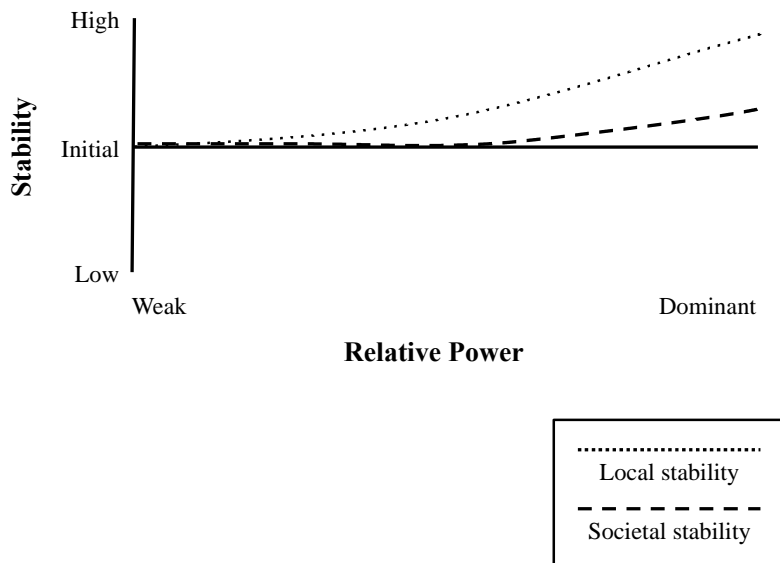 High
Stability
Initial
Low
Weak
Dominant
Relative Power
Local stability
Societal stability